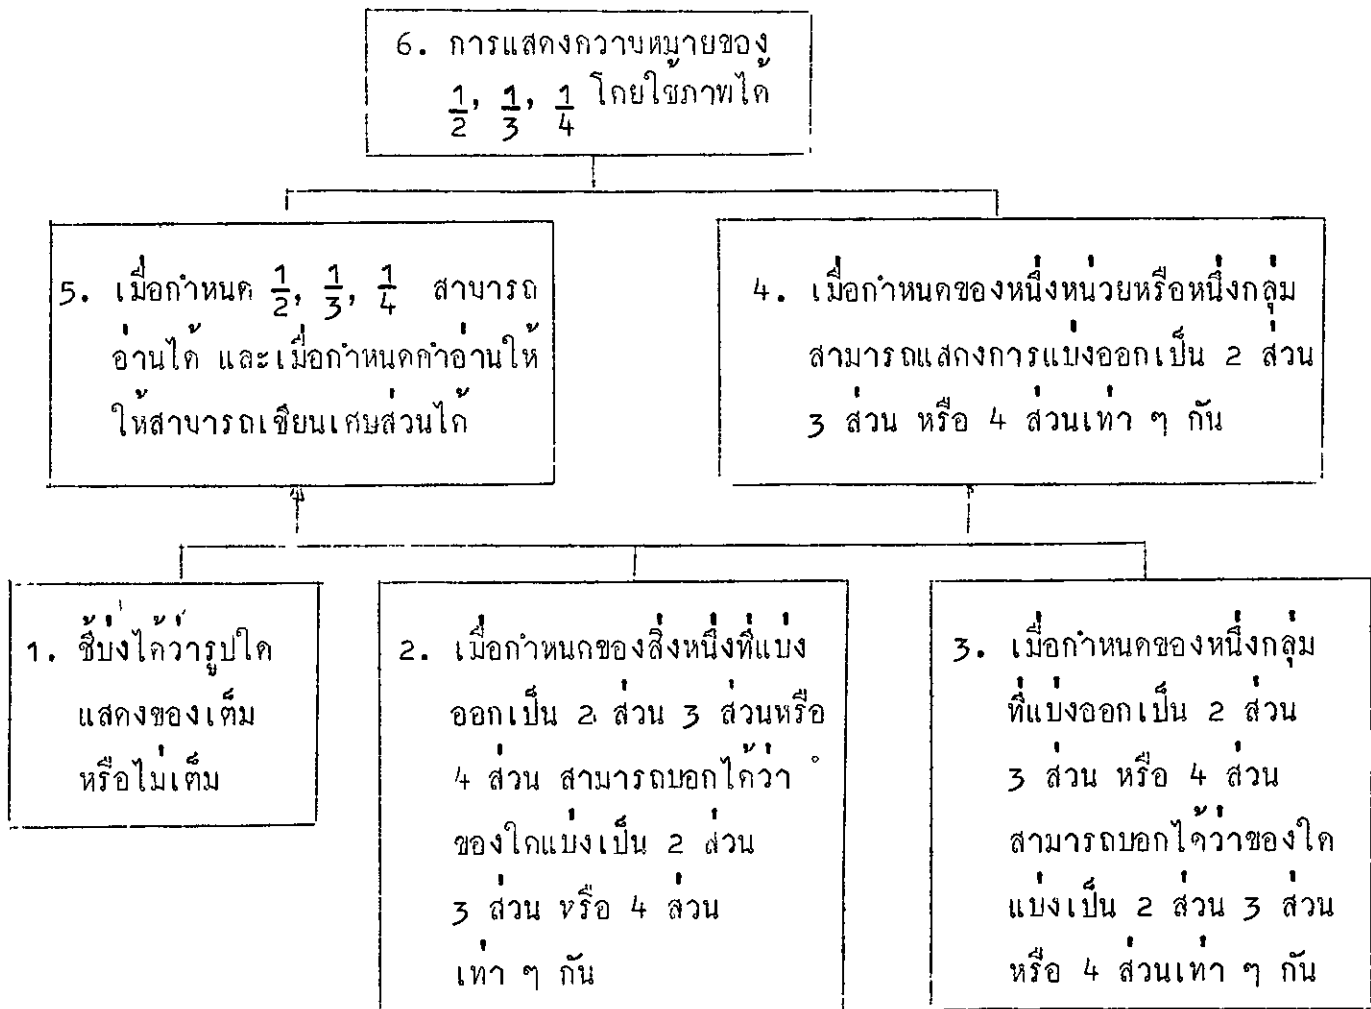 6. การแสดงความหมายของ
1/2, 1/3, 1/4 โดยใช้ภาพได้
5. เมื่อกำหนด 1/2, 1/3, 1/4 สามารถ
อ่านได้ และเมื่อกำหนดคำอ่านให้
ให้สามารถเขียนเศษส่วนได้
4. เมื่อกำหนดของหนึ่งหน่วยหรือหนึ่งกลุ่ม
สามารถแสดงการแบ่งออกเป็น 2 ส่วน
3 ส่วน หรือ 4 ส่วนเท่า ๆ กัน
1. ชี้บ่งได้ว่ารูปใด
แสดงของเต็ม
หรือไม่เต็ม
2. เมื่อกำหนดของสิ่งหนึ่งที่แบ่ง
ออกเป็น 2 ส่วน 3 ส่วนหรือ
4 ส่วน สามารถบอกได้ว่า
ของใดแบ่งเป็น 2 ส่วน
3 ส่วน หรือ 4 ส่วน
เท่า ๆ กัน
3. เมื่อกำหนดของหนึ่งกลุ่ม
ที่แบ่งออกเป็น 2 ส่วน
3 ส่วน หรือ 4 ส่วน
สามารถบอกได้ว่าของใด
แบ่งเป็น 2 ส่วน 3 ส่วน
หรือ 4 ส่วนเท่า ๆ กัน